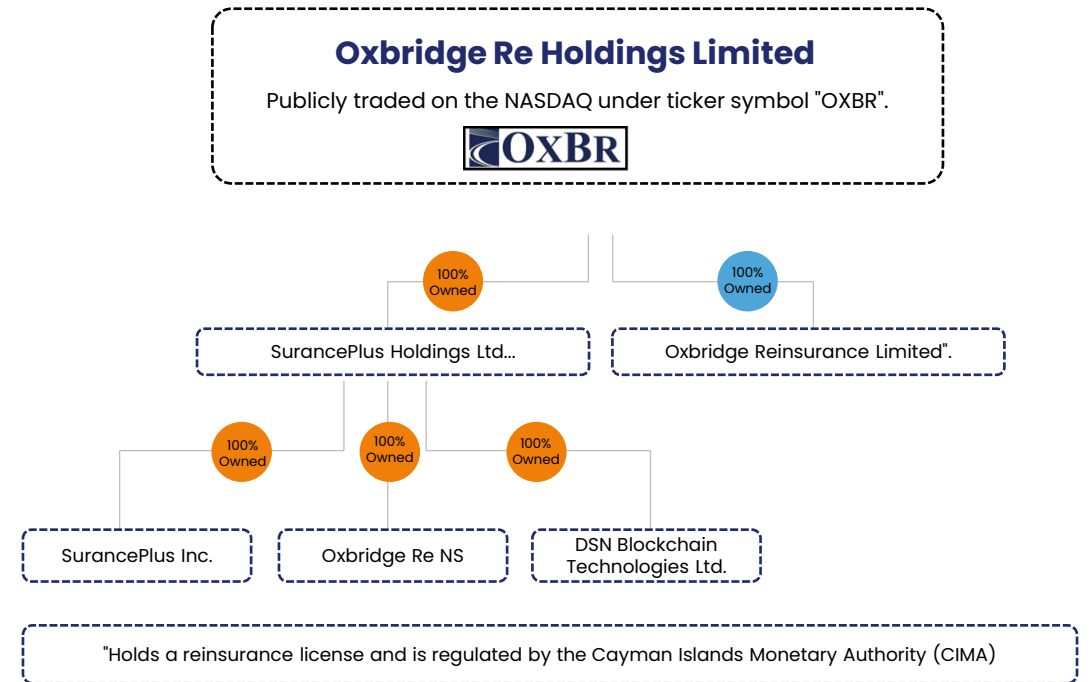 Oxbridge Re Holdings Limited
Publicly traded on the NASDAQ under ticker symbol "OXBR".
OXBR
100%
Owned
100%
Owned
SurancePlus Holdings Ltd...
Oxbridge Reinsurance Limited".
100%
Owned
100%
Owned
100%
Owned
SurancePlus Inc.
Oxbridge Re NS
DSN Blockchain
Technologies Ltd.
"Holds a reinsurance license and is regulated by the Cayman Islands Monetary Authority (CIMA)